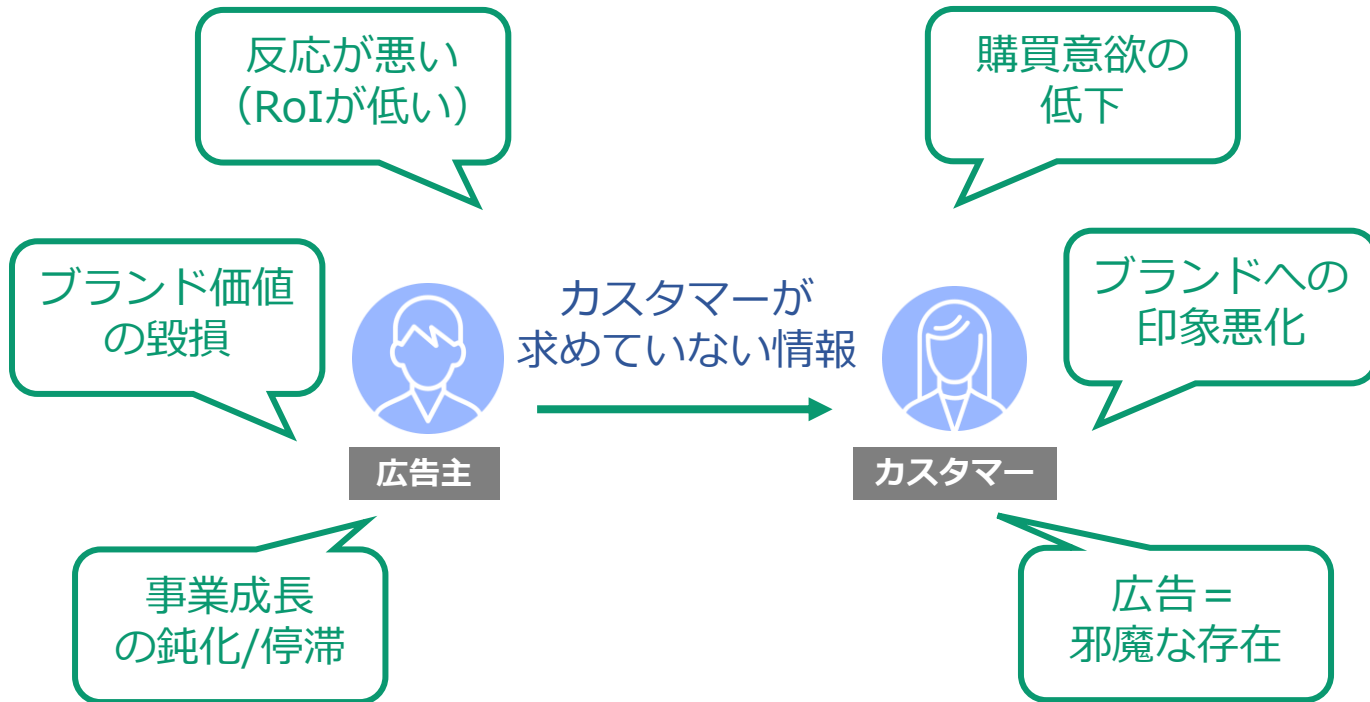 反応が悪い
（RoIが低い）
購買意欲の
低下
ブランド価値
の毀損
カスタマーが
求めていない情報
ブランドへの
印象悪化
広告主
カスタマー
事業成長
の鈍化/停滞
広告＝
邪魔な存在